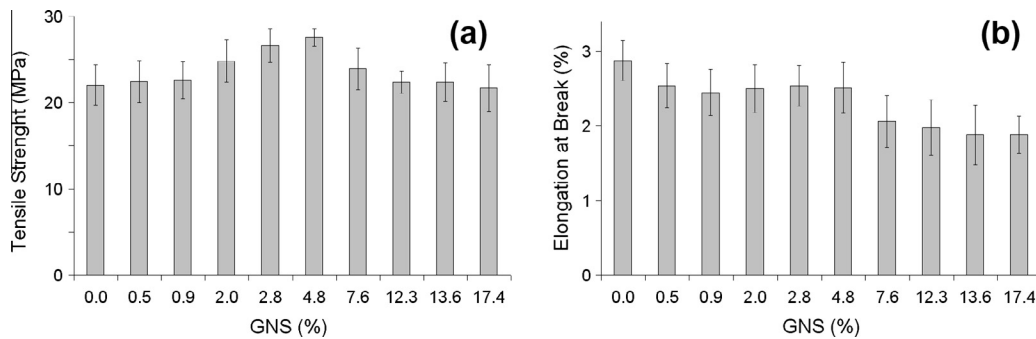 (a)
Tensile Strenght (MPa)
30
20
10
0
0.0 0.5 0.9 2.0 2.8 4.8 7.6 12.3 13.6 17.4
GNS (%)
(b)
Elongation at Break (%)
3
2
1
0
0.0 0.5 0.9 2.0 2.8 4.8 7.6 12.3 13.6 17.4
GNS (%)